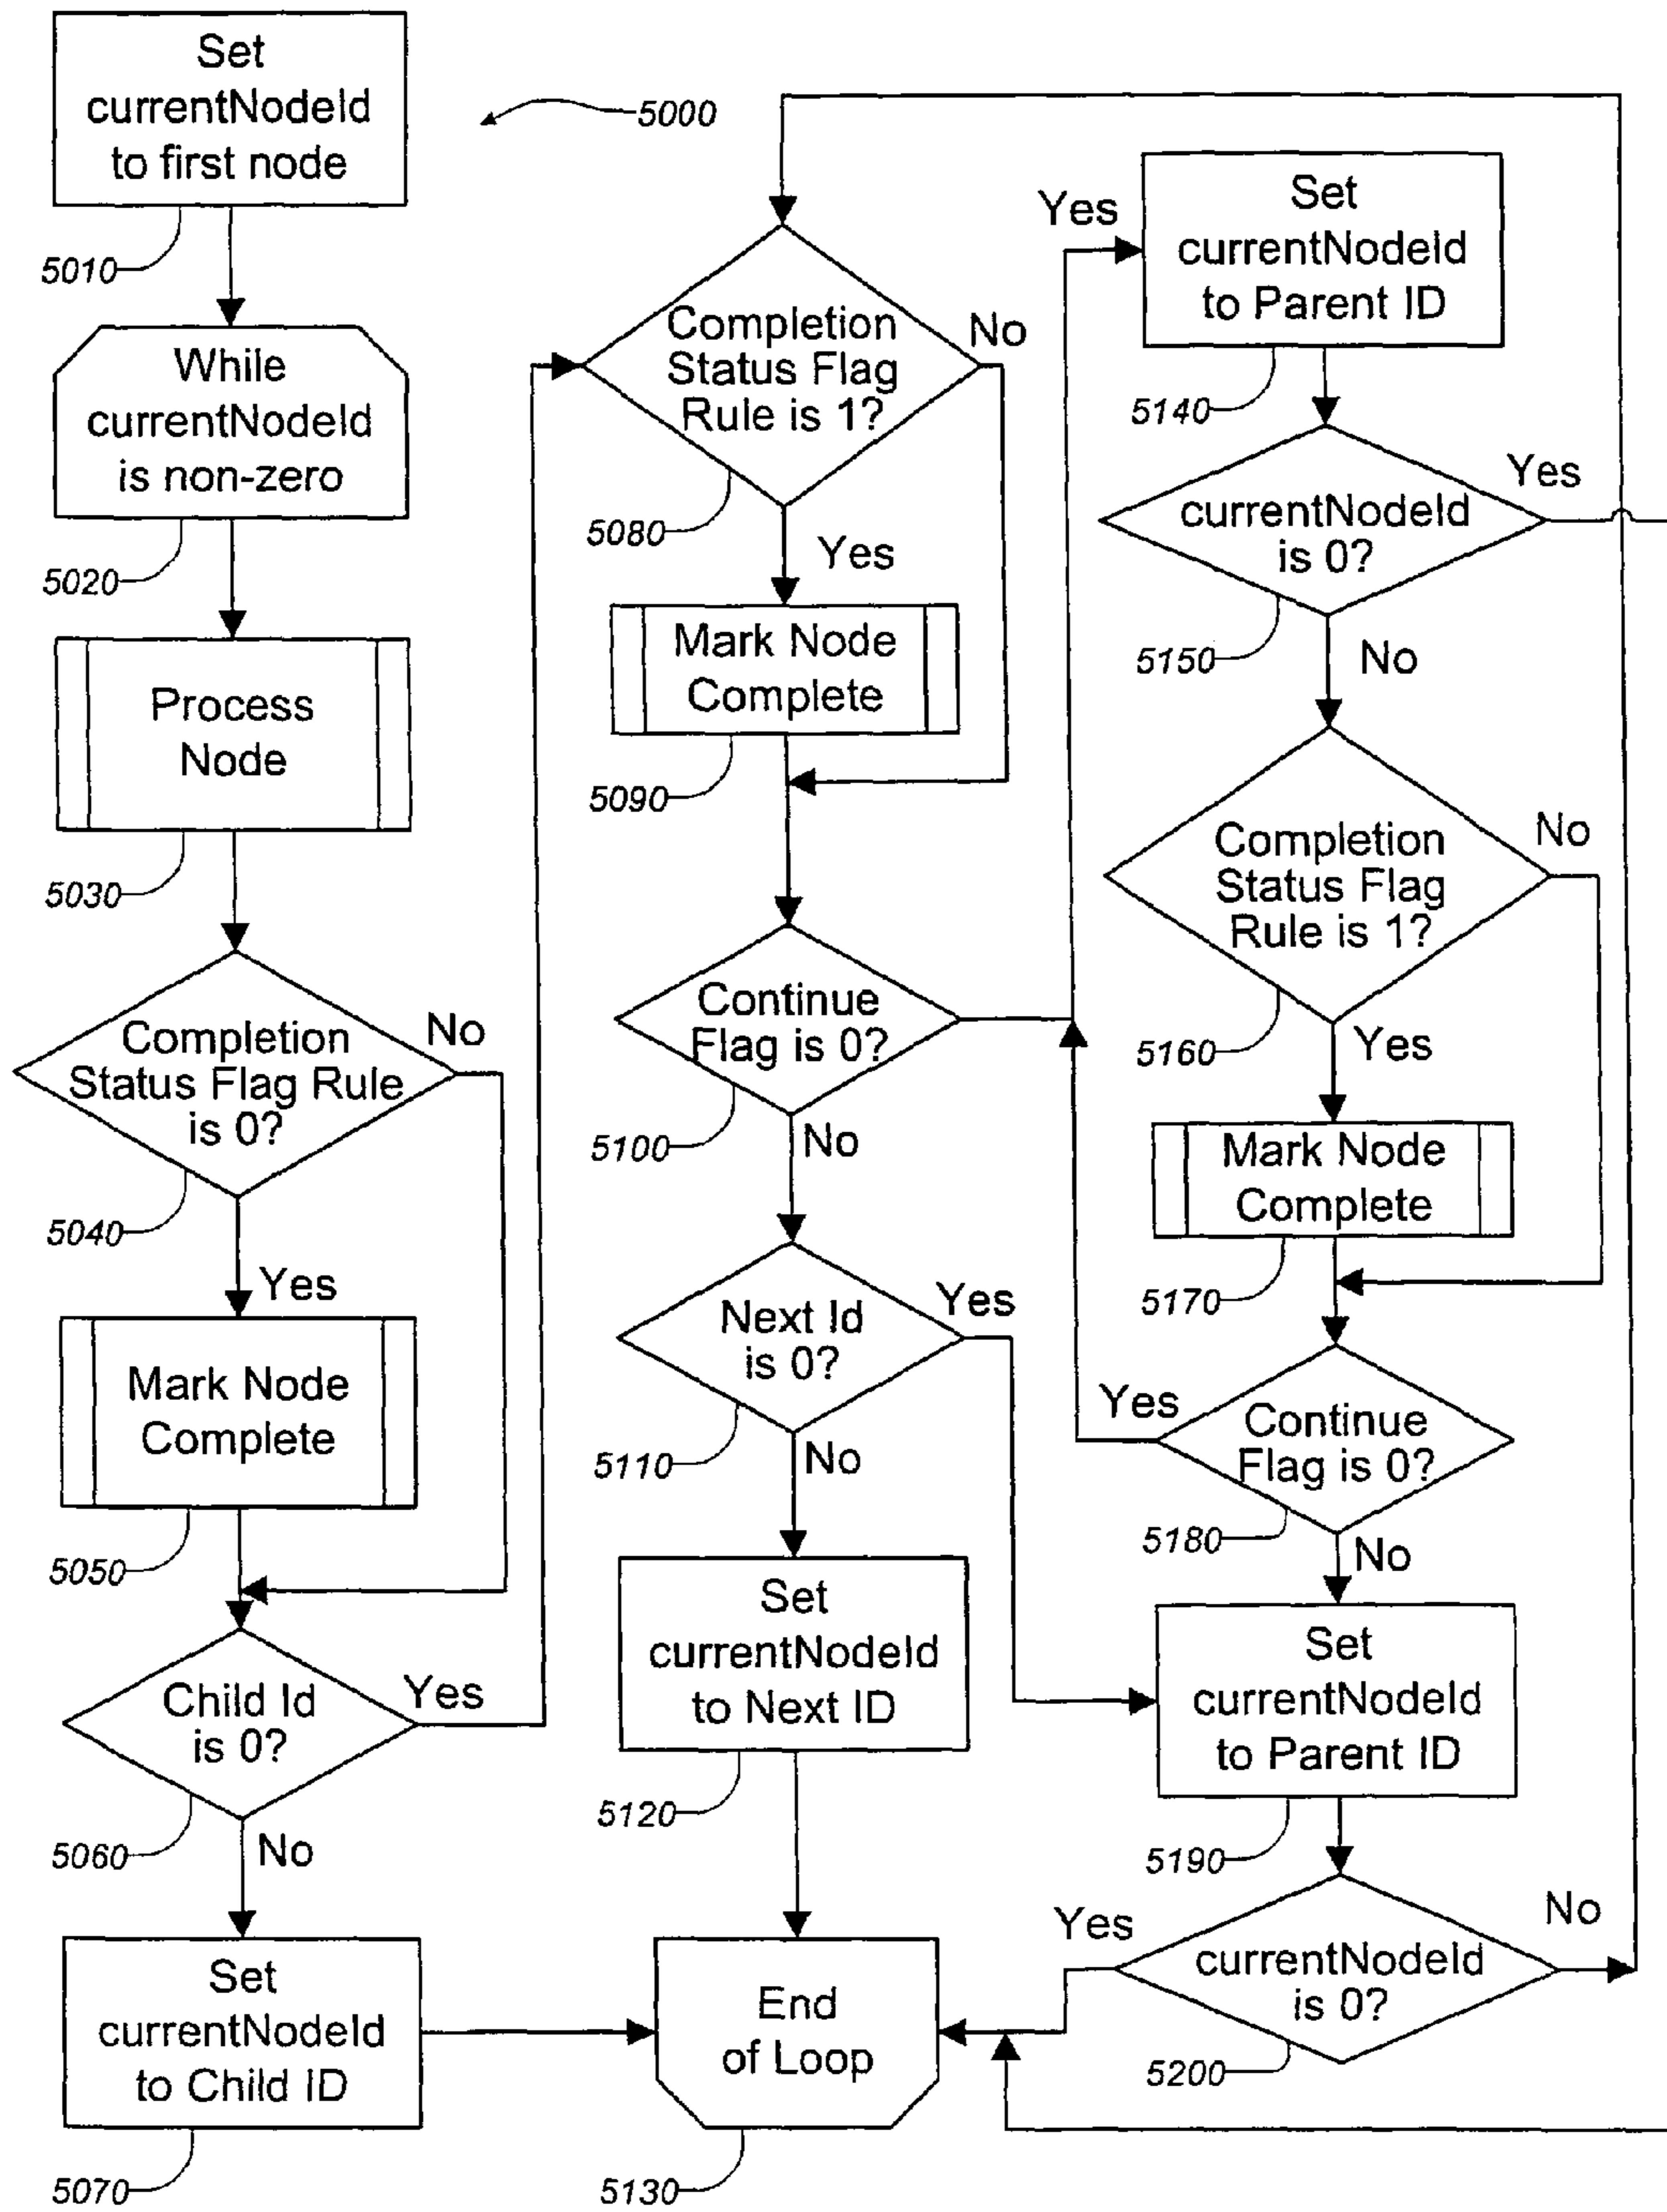 Set
currentNodeId
to first node
5000
5010
While
currentNodeId
is non-zero
5020
Process
Node
5030
Completion
Status Flag Rule
is 0?
No
5040
Yes
Mark Node
Complete
5050
Child Id
is 0?
Yes
5060
No
Set
currentNodeId
to Child ID
5070
Completion
Status Flag
Rule is 1?
No
5080
Yes
Mark Node
Complete
5090
Continue
Flag is 0?
Yes
5100
No
Next Id
is 0?
Yes
5110
No
Set
currentNodeId
to Next ID
5120
End
of Loop
5130
Set
currentNodeId
to Parent ID
5140
currentNodeId
is 0?
Yes
5150
No
Completion
Status Flag
Rule is 1?
No
5160
Yes
Mark Node
Complete
5170
Continue
Flag is 0?
Yes
5180
No
Set
currentNodeId
to Parent ID
5190
currentNodeId
is 0?
Yes
No
5200